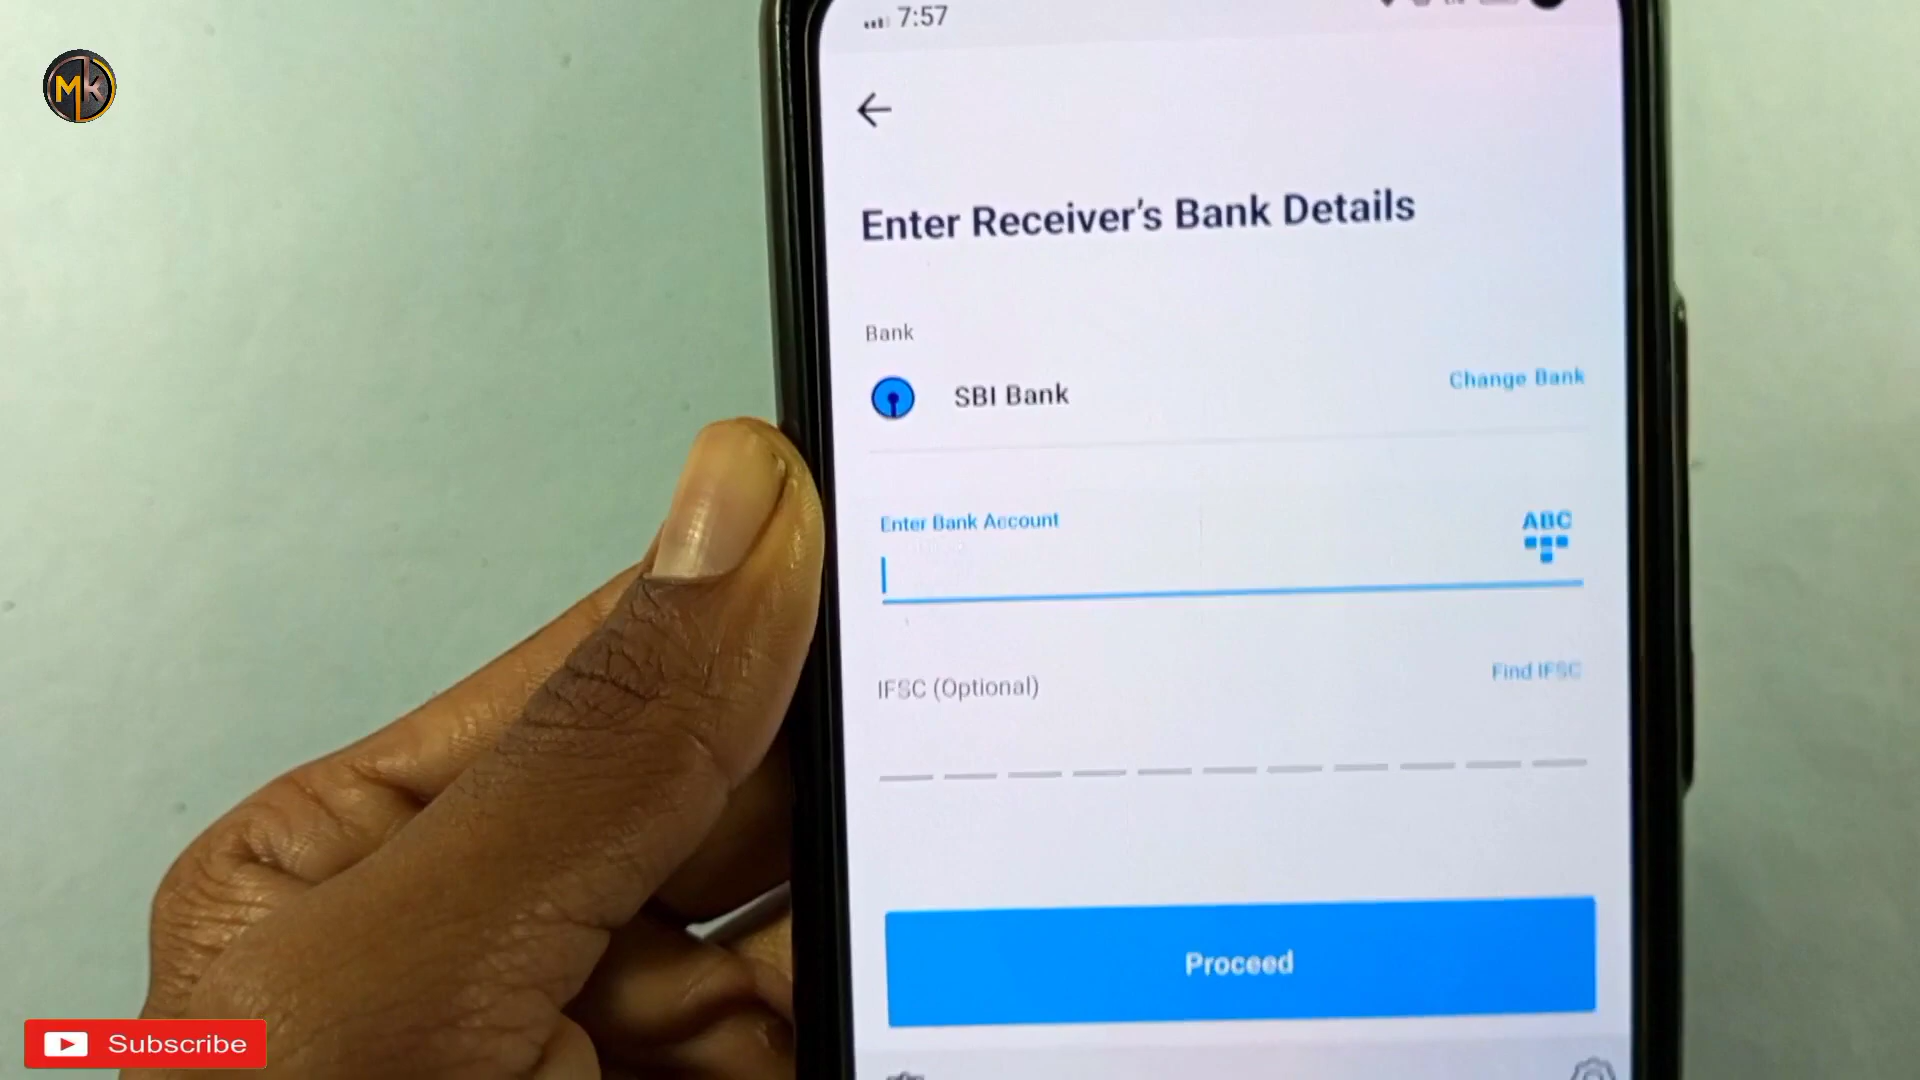 7:57
Mk
Enter Receiver's Bank Details
Bank
SBI Bank
Change Bank
Enter Bank Account
ABC
IFSC (Optional)
Find IFSC
Proceed
Subscribe